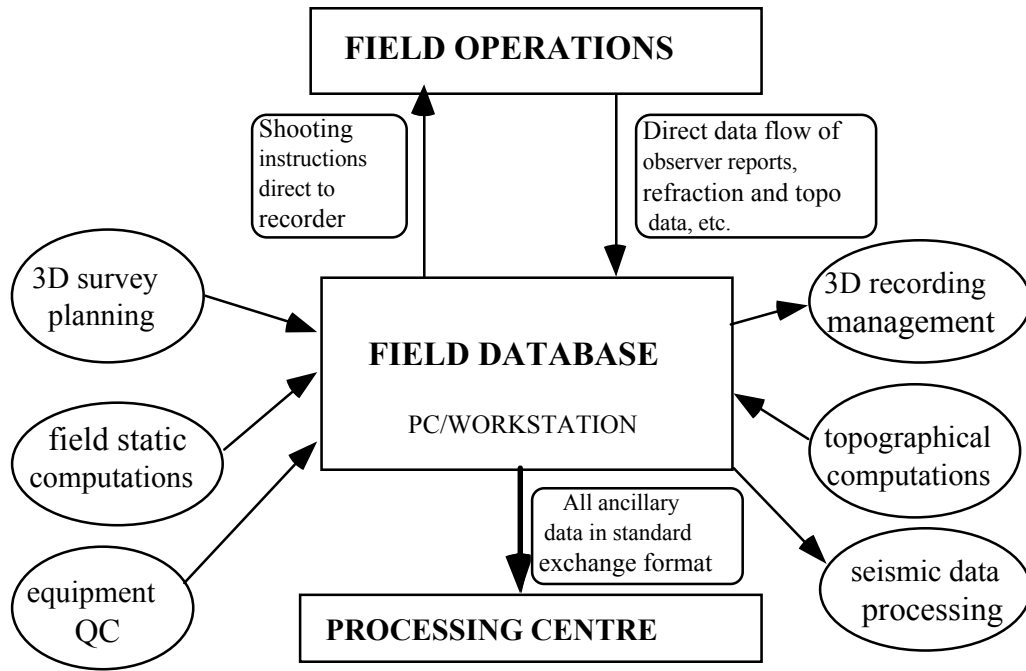 FIELD OPERATIONS
Shooting
instructions
direct to
recorder
Direct data flow of
observer reports,
refraction and topo
data, etc.
3D survey
planning
3D recording
management
FIELD DATABASE
PC/WORKSTATION
field static
computations
topographical
computations
All ancillary
data in standard
exchange format
equipment
QC
seismic data
processing
PROCESSING CENTRE